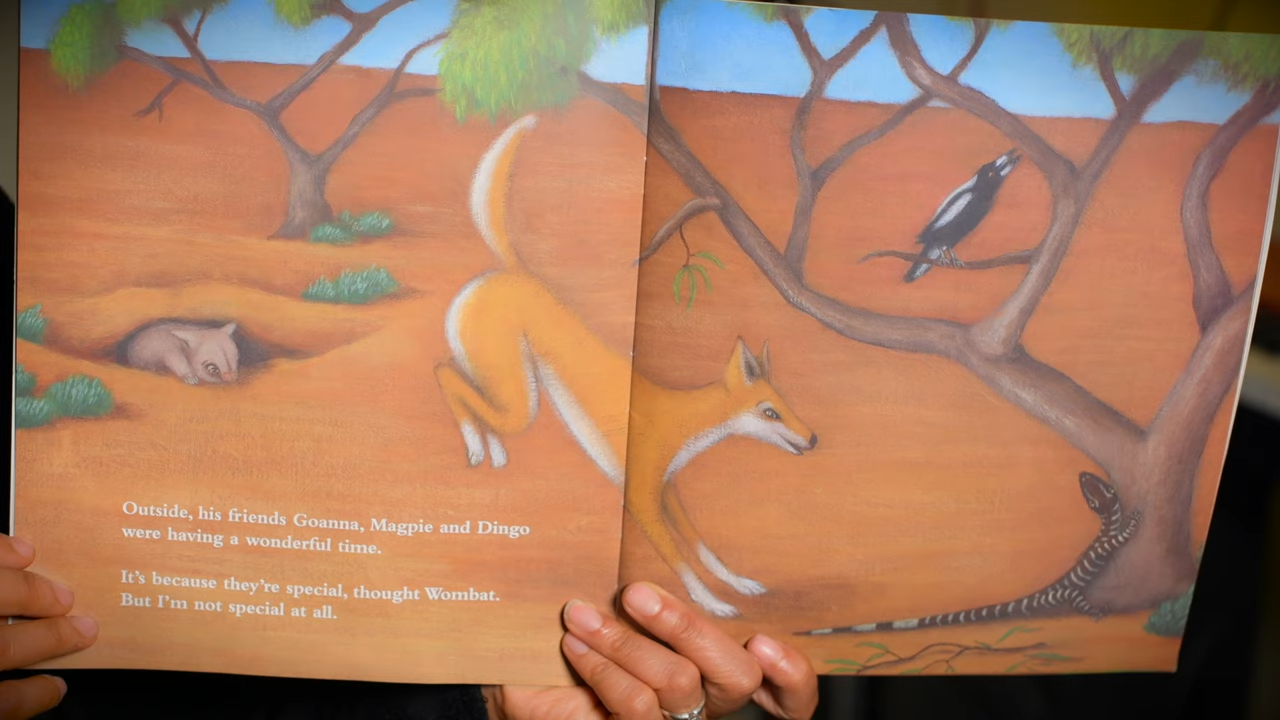 Outside, his friends Goanna, Magpie and Dingo
were having a wonderful time.
It's because they're special, thought Wombat.
But I'm not special at all.